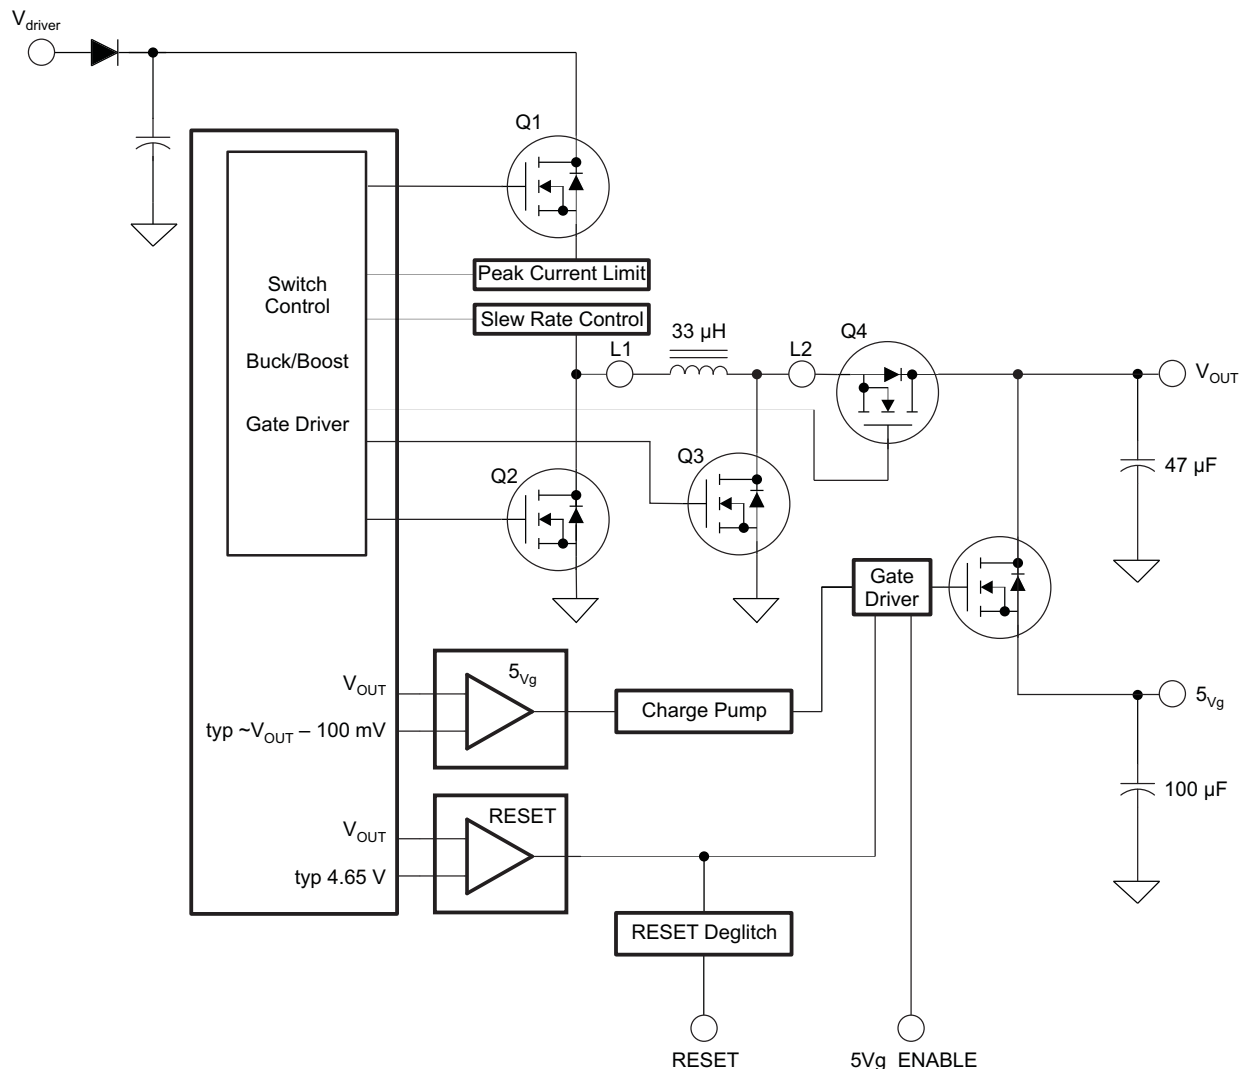 Vdriver
Q1
Peak Current Limit
Switch
Control
Slew Rate Control
33 µH
L1
L2
Q4
VOUT
Buck/Boost
Gate Driver
Q2
Q3
47 µF
Gate
Driver
5Vg
VOUT
typ ~VOUT – 100 mV
Charge Pump
5Vg
100 µF
RESET
VOUT
typ 4.65 V
RESET Deglitch
RESET
5Vg_ENABLE